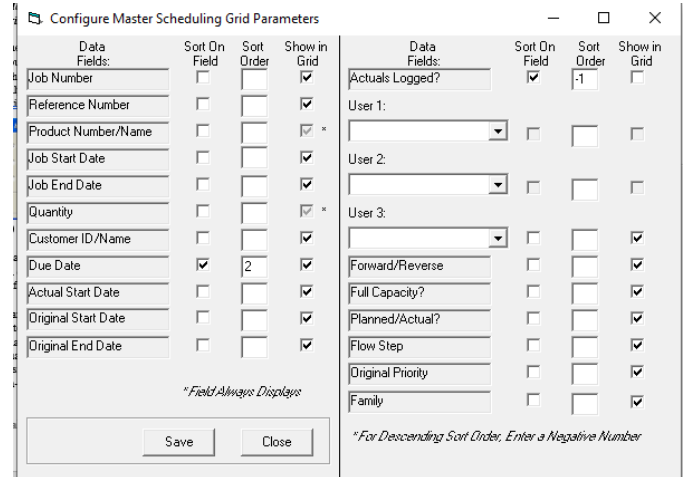 Configure Master Scheduling Grid Parameters
Data Fields: Sort On Field Sort Order Show in Grid
Job Number
Reference Number
Product Number/Name *
Job Start Date
Job End Date
Quantity *
Customer ID/Name
Due Date 2
Actual Start Date
Original Start Date
Original End Date
* Field Always Displays
Save Close
Data Fields: Sort On Field Sort Order Show in Grid
Actuals Logged? -1
User 1:
User 2:
User 3:
Forward/Reverse
Full Capacity?
Planned/Actual?
Flow Step
Original Priority
Family
* For Descending Sort Order, Enter a Negative Number